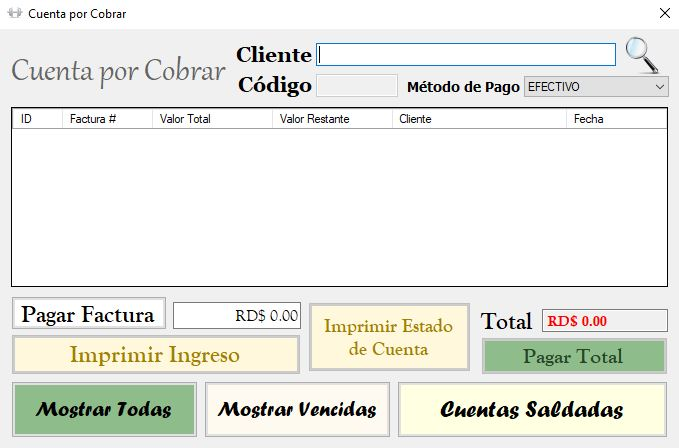 Cuenta por Cobrar
Cuenta por Cobrar
Cliente
Código
Método de Pago EFECTIVO
ID Factura # Valor Total Valor Restante Cliente Fecha
Pagar Factura RD$ 0.00
Imprimir Estado
de Cuenta
Total RD$ 0.00
Imprimir Ingreso
Pagar Total
Mostrar Todas Mostrar Vencidas Cuentas Saldadas